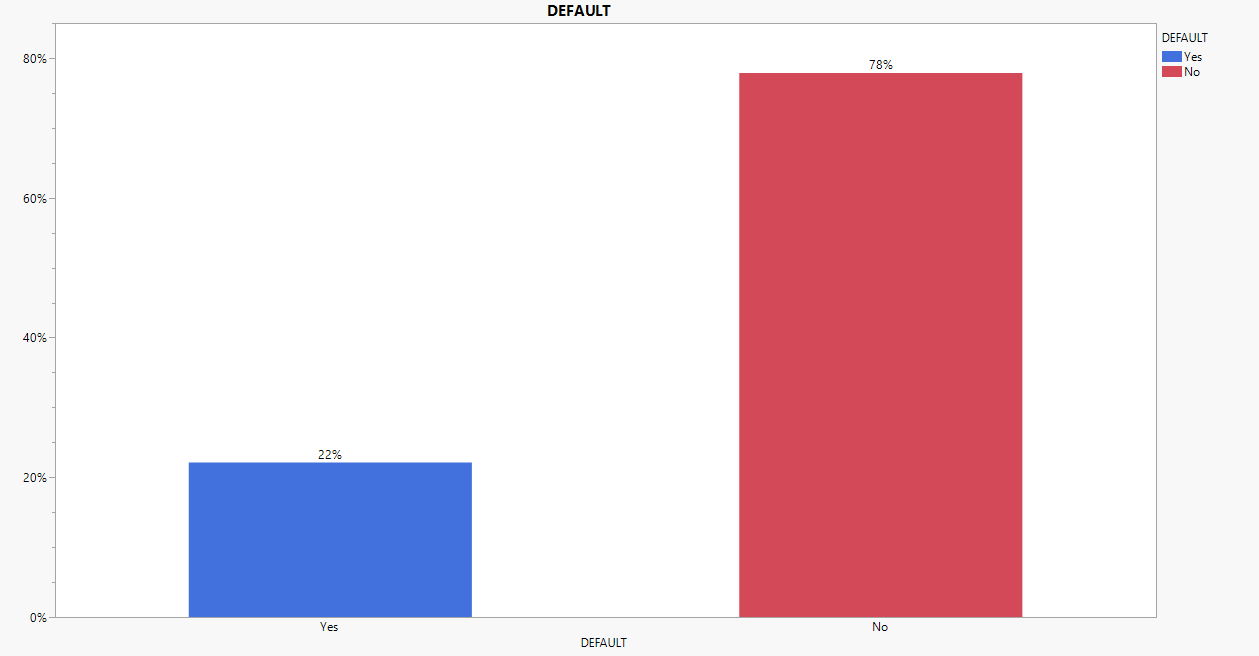 DEFAULT
80%
60%
40%
20%
0%
22%
78%
Yes
No
DEFAULT
DEFAULT
Yes
No